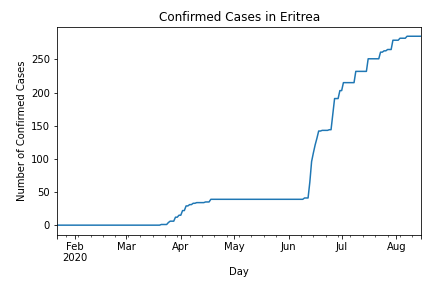 Confirmed Cases in Eritrea
Number of Confirmed Cases
250
200
150
100
50
0
Feb Mar Apr May Jun Jul Aug
2020
Day